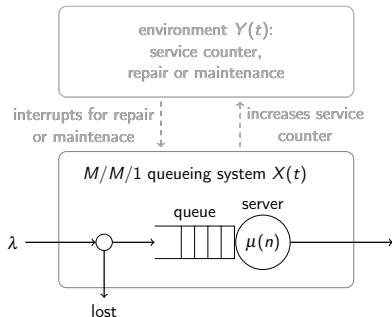 environment Y(t):
service counter,
repair or maintenance
interrupts for repair
or maintenace
increases service
counter
M/M/1 queueing system X(t)
queue
server
λ
μ(n)
lost